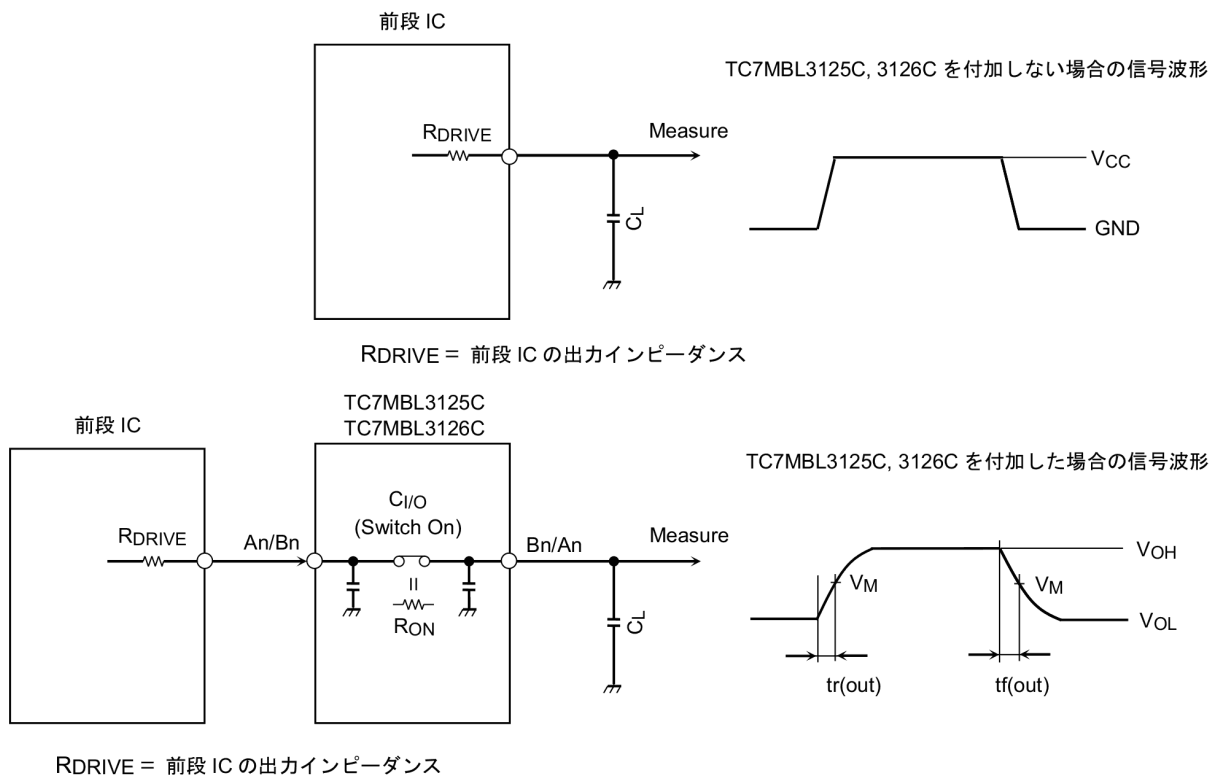 前段 IC
TC7MBL3125C, 3126C を付加しない場合の信号波形
RDRIVE
Measure
CL
VCC
GND
RDRIVE = 前段 IC の出力インピーダンス
前段 IC
TC7MBL3125C
TC7MBL3126C
TC7MBL3125C, 3126C を付加した場合の信号波形
CI/O
(Switch On)
RDRIVE
An/Bn
Bn/An
Measure
=
RON
CL
VOH
VM
VM
VOL
tr(out)
tf(out)
RDRIVE = 前段 IC の出力インピーダンス